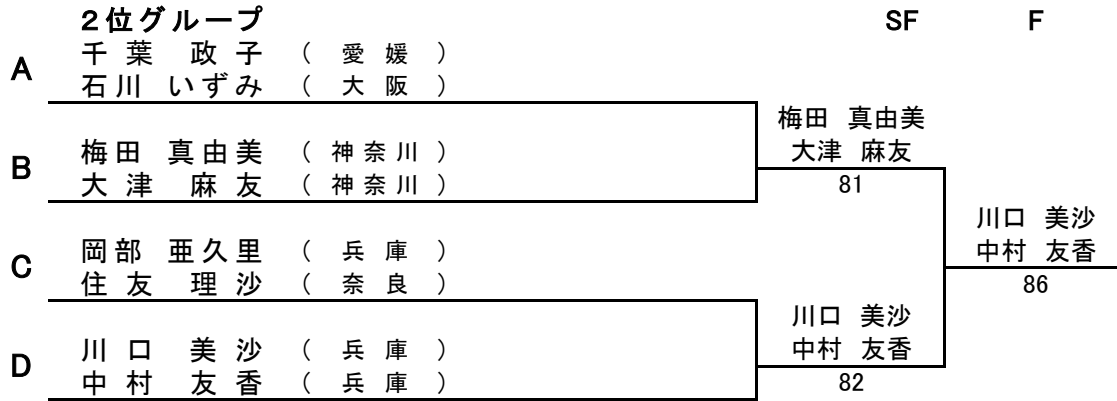 ２位グループ SF F
A 千葉 政子 （ 愛媛 ）
石川 いずみ （ 大阪 ）
梅田 真由美
B 梅田 真由美 （ 神奈川 ） 大津 麻友
大津 麻友 （ 神奈川 ） 81
川口 美沙
C 岡部 亜久里 （ 兵庫 ） 中村 友香
住友 理沙 （ 奈良 ） 86
川口 美沙
D 川口 美沙 （ 兵庫 ） 中村 友香
中村 友香 （ 兵庫 ） 82